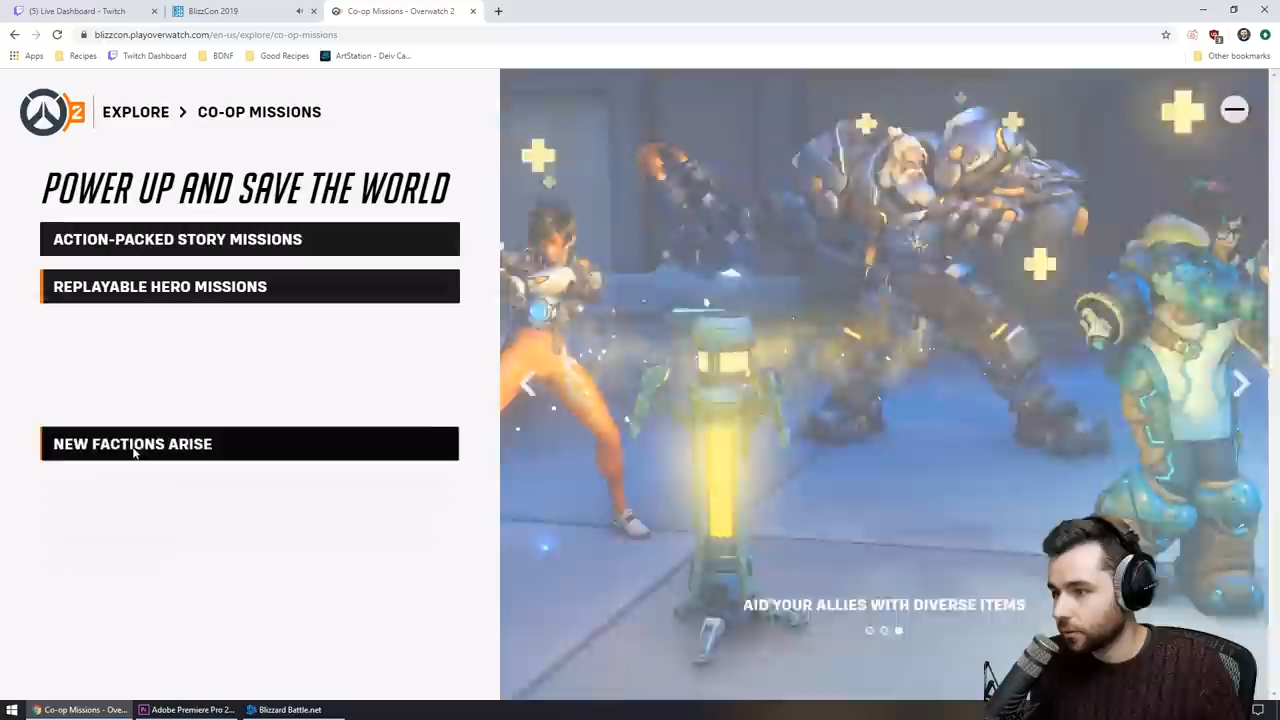 (5) Live Dashboard - Twitch
BlizzCon 2019
Co-op Missions - Overwatch 2
blizzcon.playoverwatch.com/en-us/explore/co-op-missions
Apps
Recipes
Twitch Dashboard
BDNF
Good Recipes
ArtStation - Deiv Ca...
Other bookmarks
2
EXPLORE > CO-OP MISSIONS
POWER UP AND SAVE THE WORLD
ACTION-PACKED STORY MISSIONS
REPLAYABLE HERO MISSIONS
NEW FACTIONS ARISE
AID YOUR ALLIES WITH DIVERSE ITEMS
Co-op Missions - Ove...
Adobe Premiere Pro 2...
Blizzard Battle.net